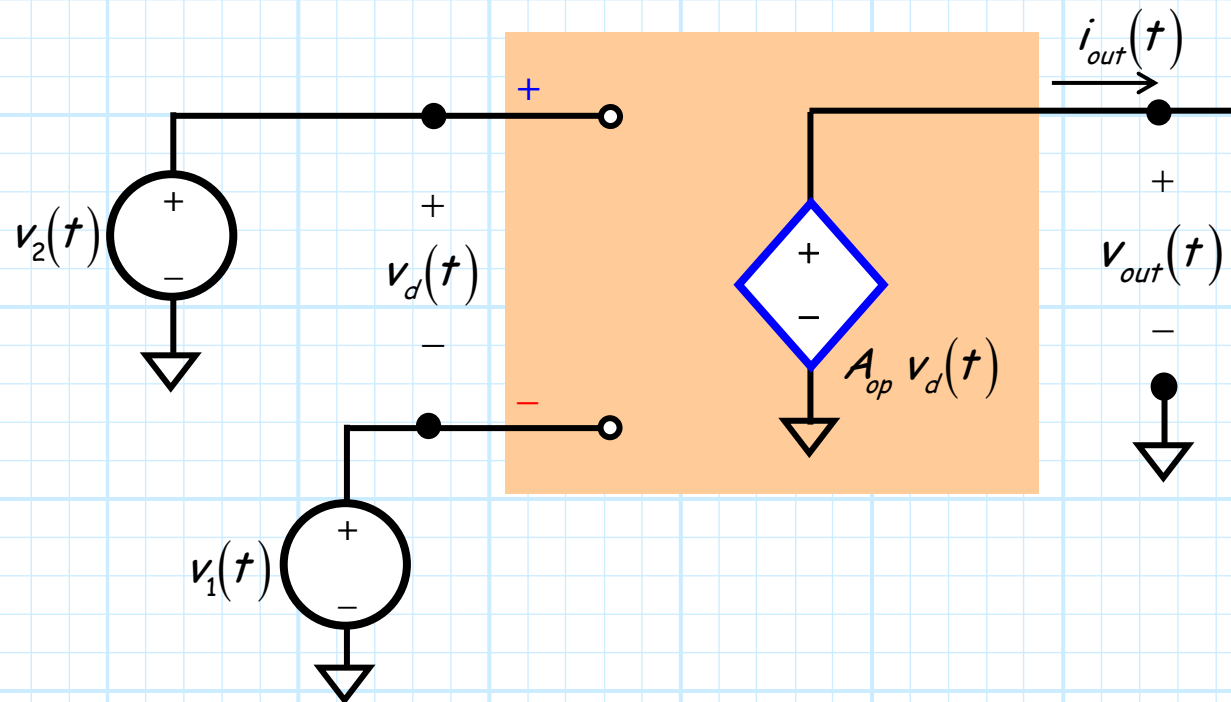 i_out(t)
+
+
+
+
v_2(t)
−
v_d(t)
+
−
v_out(t)
−
−
A_op v_d(t)
−
+
v_1(t)
−